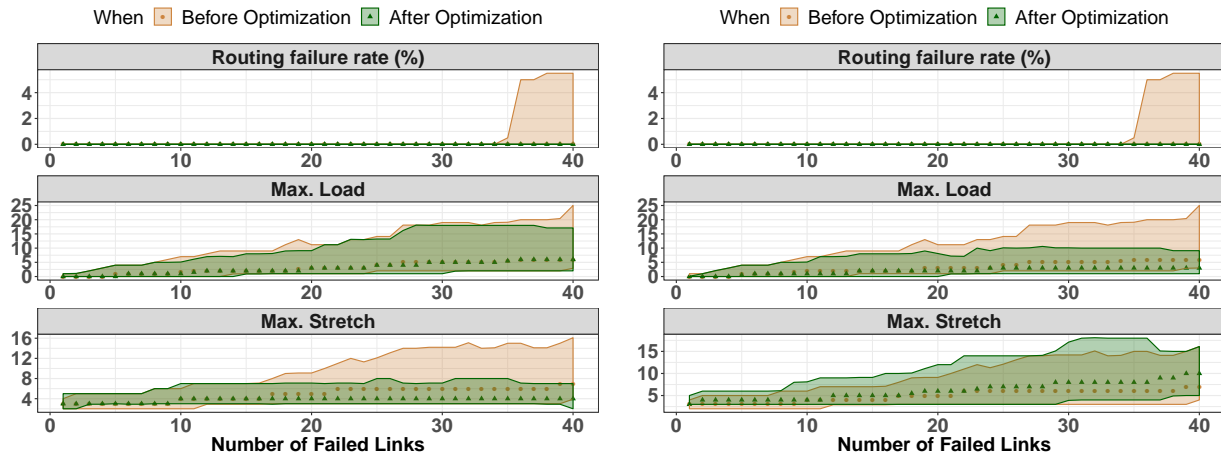 When Before Optimization After Optimization
Routing failure rate (%)
4
2
0
0 10 20 30 40
Max. Load
25
20
15
10
5
0
0 10 20 30 40
Max. Stretch
16
12
8
4
0 10 20 30 40
Number of Failed Links
When Before Optimization After Optimization
Routing failure rate (%)
4
2
0
0 10 20 30 40
Max. Load
25
20
15
10
5
0
0 10 20 30 40
Max. Stretch
15
10
5
0 10 20 30 40
Number of Failed Links